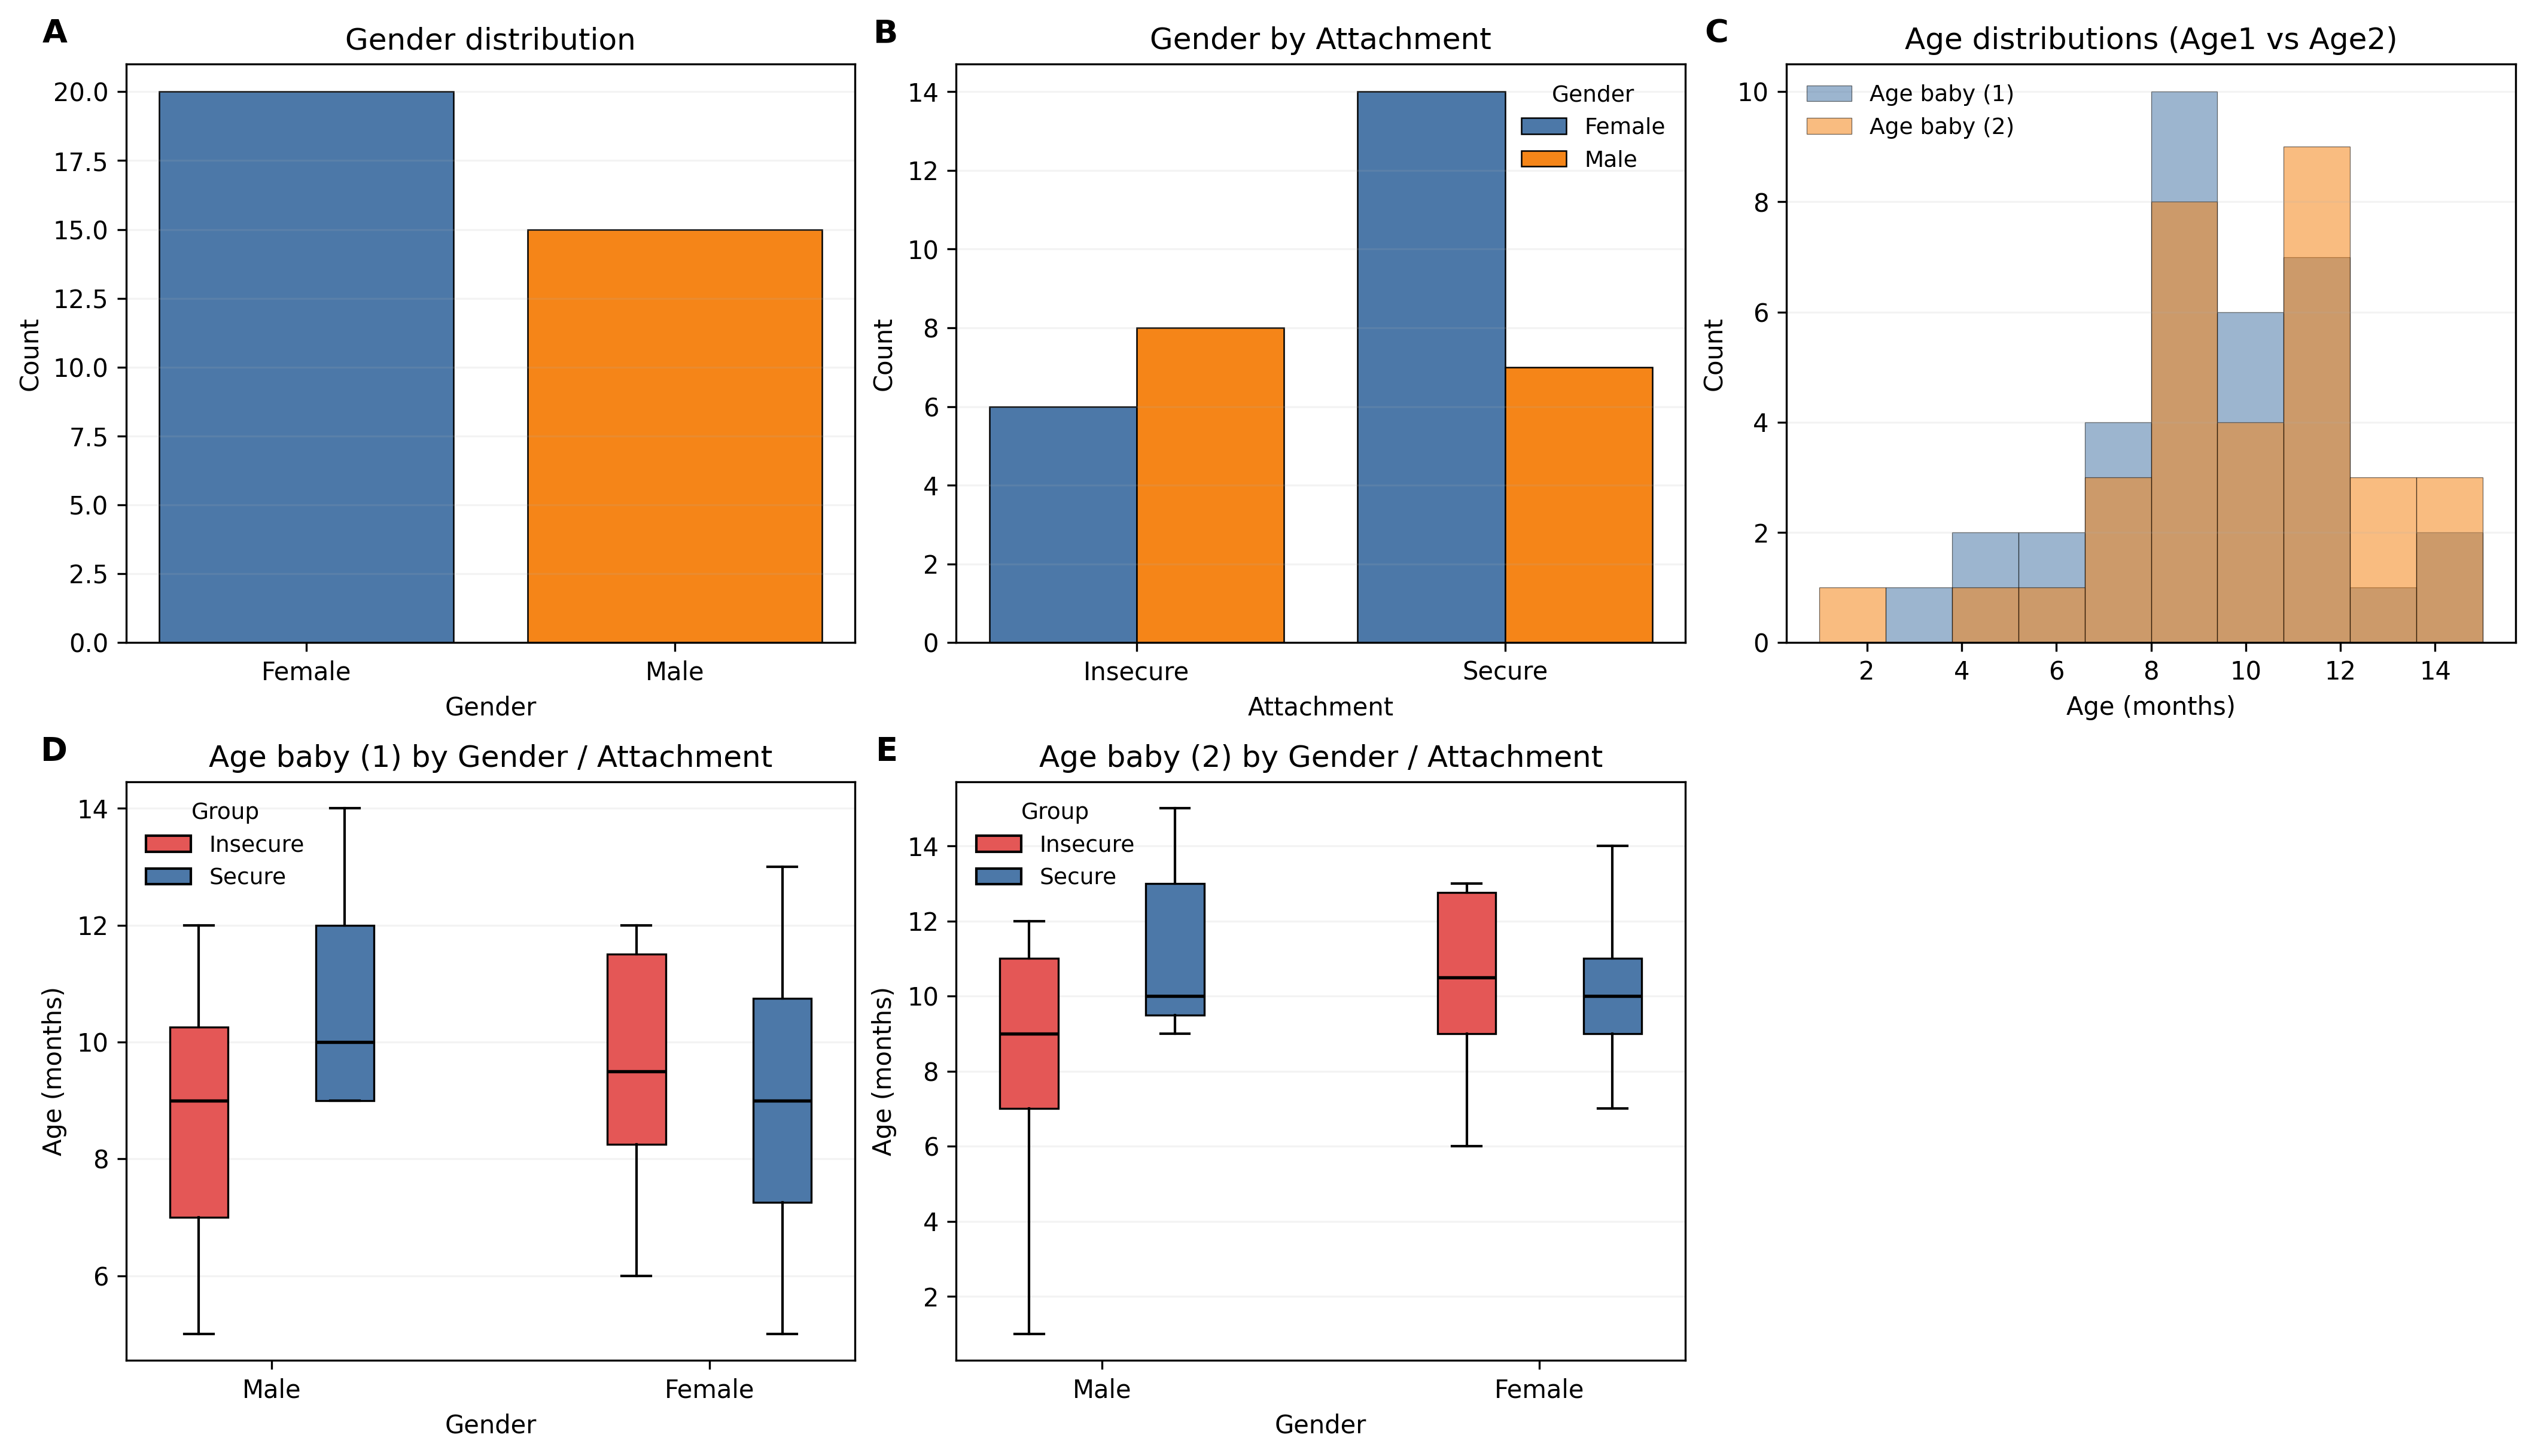 A
Gender distribution
20.0
17.5
15.0
12.5
10.0
7.5
5.0
2.5
0.0
Count
Female
Male
Gender
B
Gender by Attachment
14
12
10
8
6
4
2
0
Count
Gender
Female
Male
Insecure
Secure
Attachment
C
Age distributions (Age1 vs Age2)
10
8
6
4
2
0
Count
Age baby (1)
Age baby (2)
2
4
6
8
10
12
14
Age (months)
D
Age baby (1) by Gender / Attachment
14
12
10
8
6
Age (months)
Group
Insecure
Secure
Male
Female
Gender
E
Age baby (2) by Gender / Attachment
14
12
10
8
6
4
2
Age (months)
Group
Insecure
Secure
Male
Female
Gender